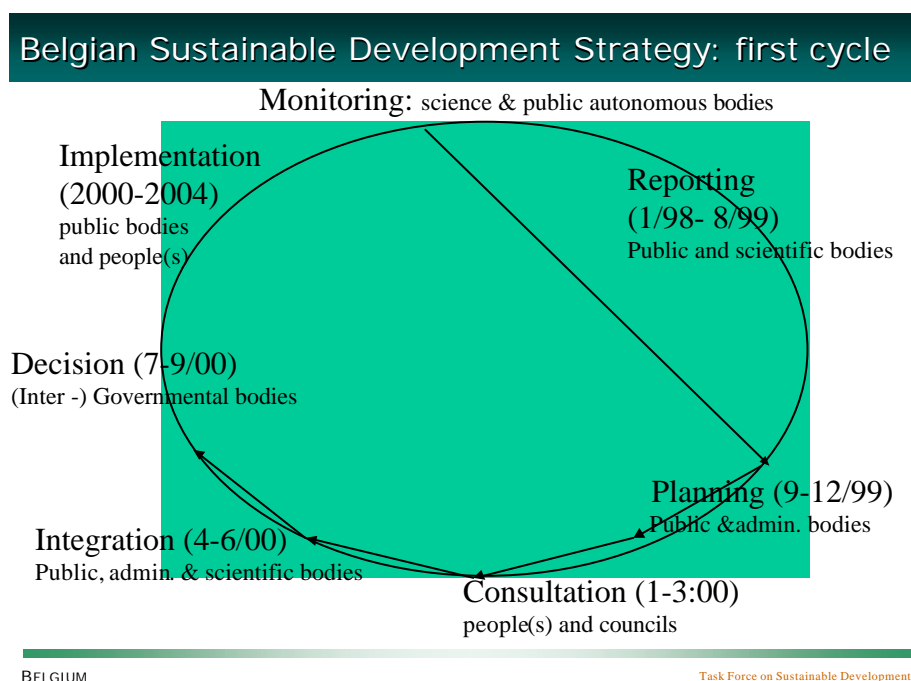 Belgian Sustainable Development Strategy: first cycle
Monitoring: science & public autonomous bodies
Implementation
(2000-2004)
public bodies
and people(s)
Reporting
(1/98- 8/99)
Public and scientific bodies
Decision (7-9/00)
(Inter -) Governmental bodies
Planning (9-12/99)
Public &admin. bodies
Integration (4-6/00)
Public, admin. & scientific bodies
Consultation (1-3:00)
people(s) and councils
BELGIUM
Task Force on Sustainable Development